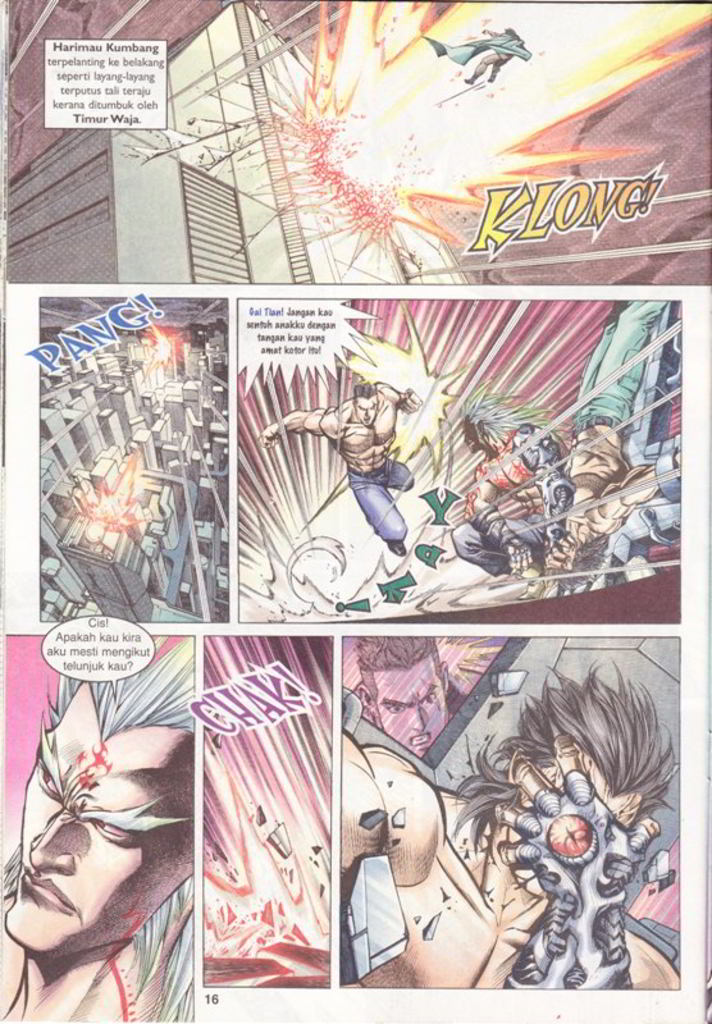 Harimau Kumbang
terpelanting ke belakang
seperti layang-layang
terputus tali teraju
kerana ditumbuk oleh
Timur Waja.
KLONG!
PANG!
Gai Tian! Jangan kau
sentuh anakku dengan
tangan kau yang
amat kotor itu!
YAK!
Cis!
Apakah kau kira
aku mesti mengikut
telunjuk kau?
CHAK!
16